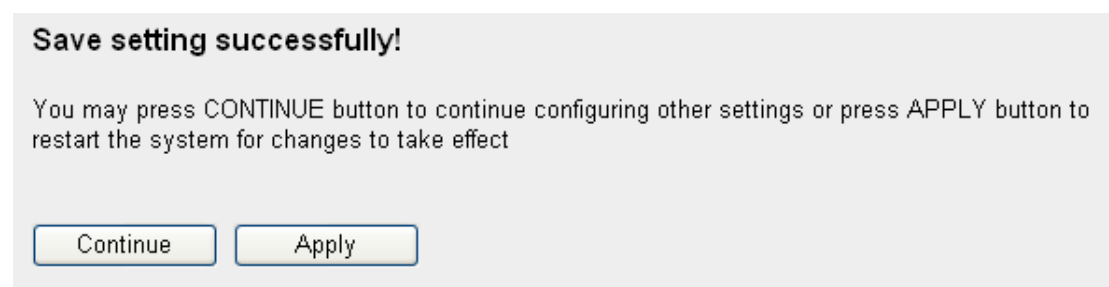 Save setting successfully!
You may press CONTINUE button to continue configuring other settings or press APPLY button to
restart the system for changes to take effect
Continue
Apply